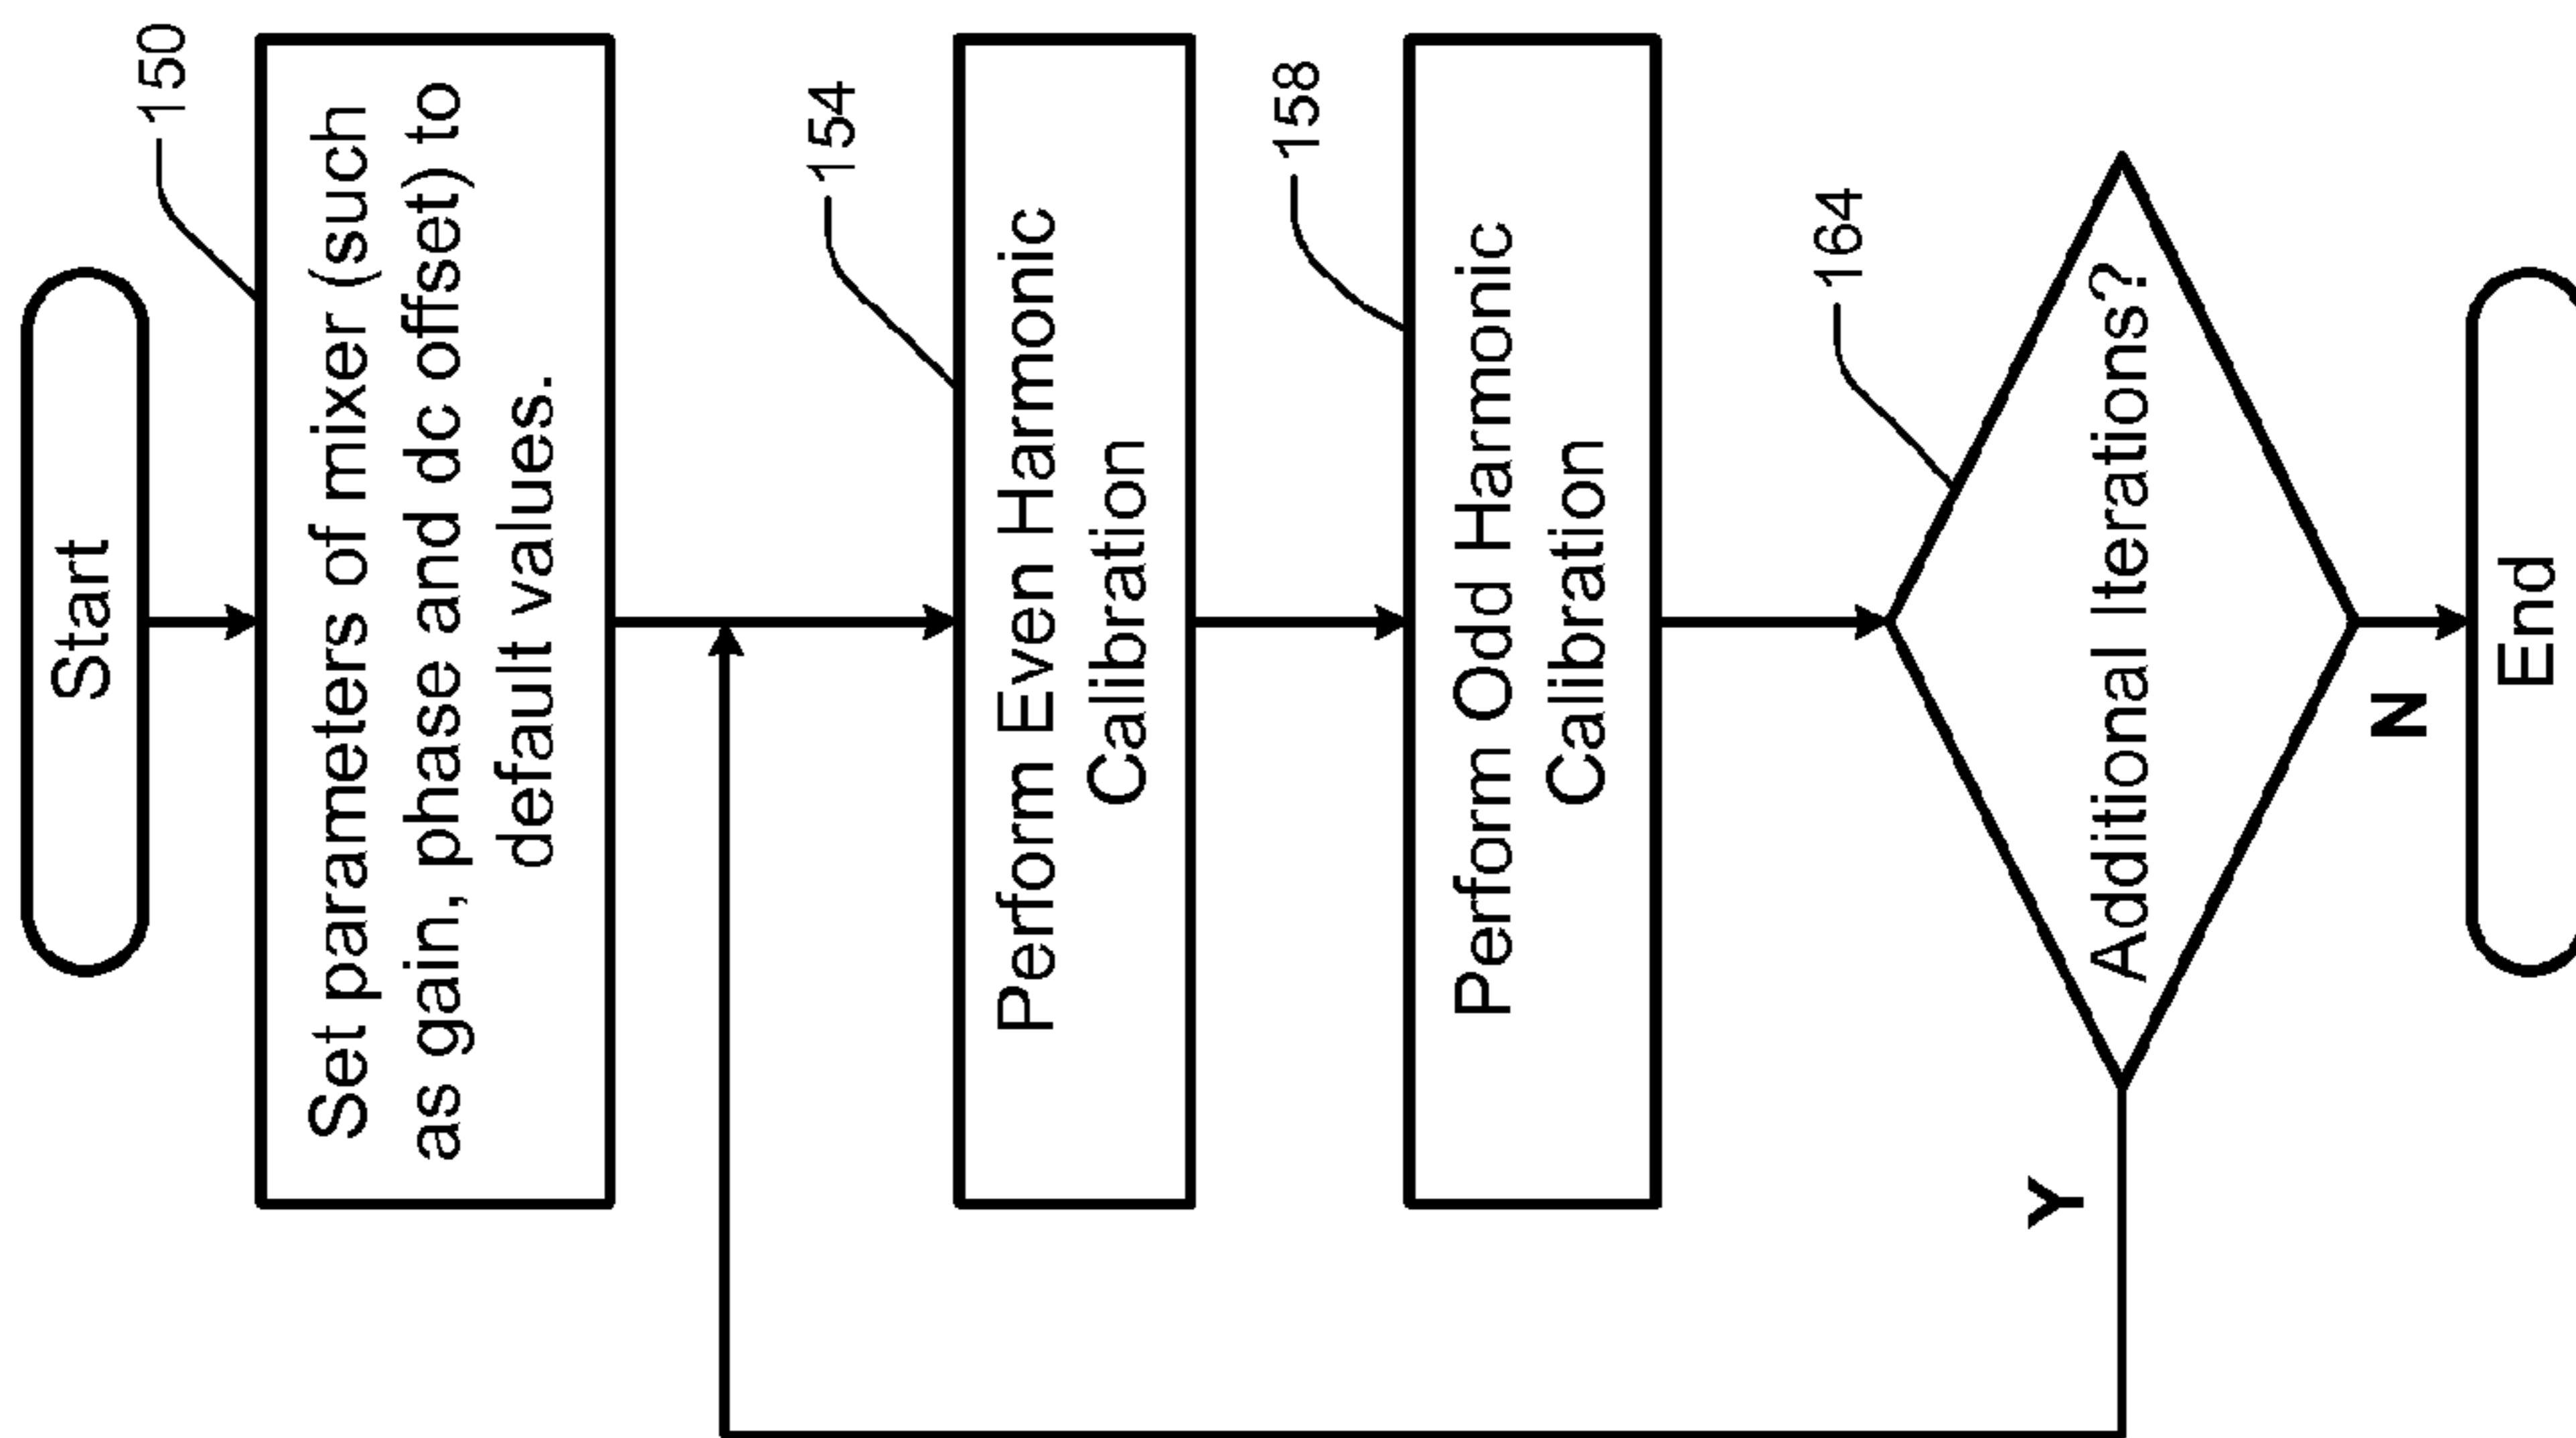 Start
150
Set parameters of mixer (such
as gain, phase and dc offset) to
default values.
154
Perform Even Harmonic
Calibration
158
Perform Odd Harmonic
Calibration
164
Additional Iterations?
Y
N
End